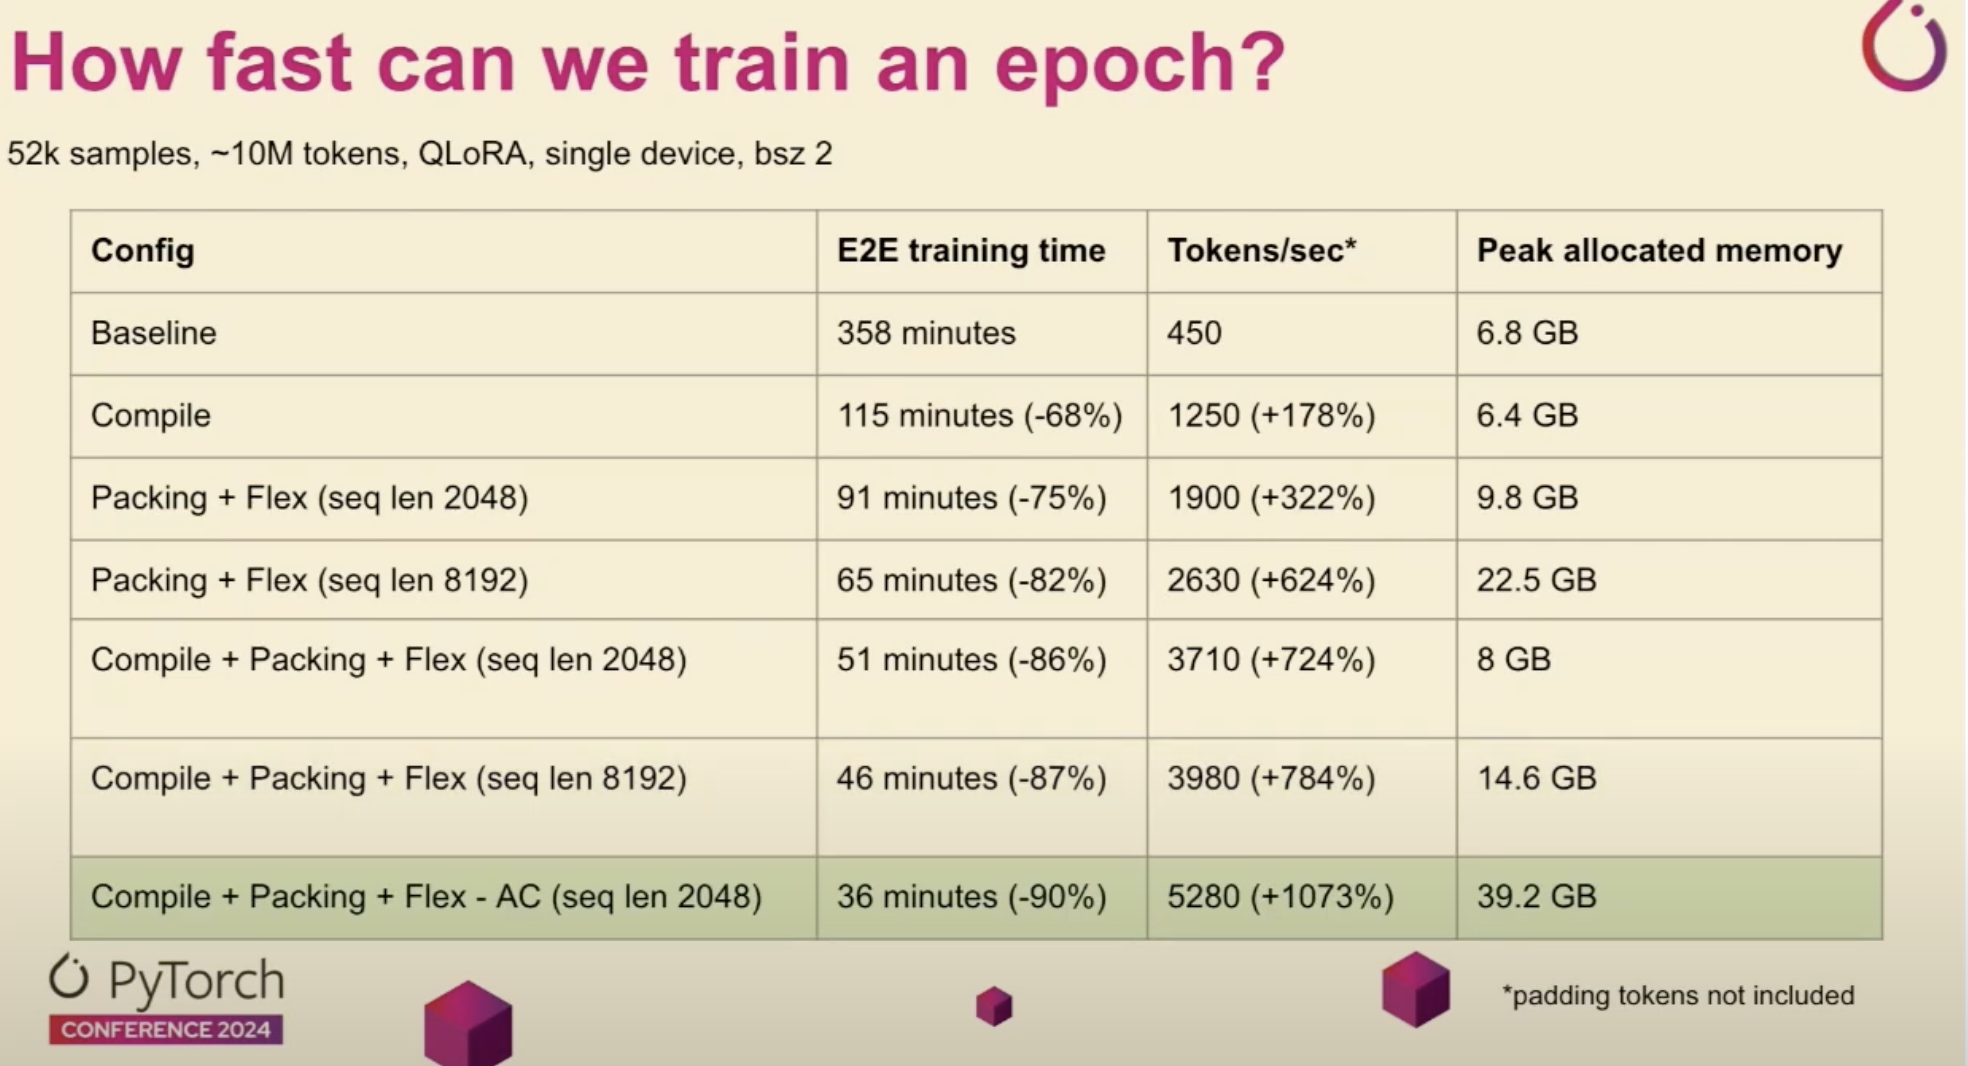 How fast can we train an epoch?
52k samples, ~10M tokens, QLoRA, single device, bsz 2
Config E2E training time Tokens/sec* Peak allocated memory
Baseline 358 minutes 450 6.8 GB
Compile 115 minutes (-68%) 1250 (+178%) 6.4 GB
Packing + Flex (seq len 2048) 91 minutes (-75%) 1900 (+322%) 9.8 GB
Packing + Flex (seq len 8192) 65 minutes (-82%) 2630 (+624%) 22.5 GB
Compile + Packing + Flex (seq len 2048) 51 minutes (-86%) 3710 (+724%) 8 GB
Compile + Packing + Flex (seq len 8192) 46 minutes (-87%) 3980 (+784%) 14.6 GB
Compile + Packing + Flex - AC (seq len 2048) 36 minutes (-90%) 5280 (+1073%) 39.2 GB
PyTorch
CONFERENCE 2024
*padding tokens not included